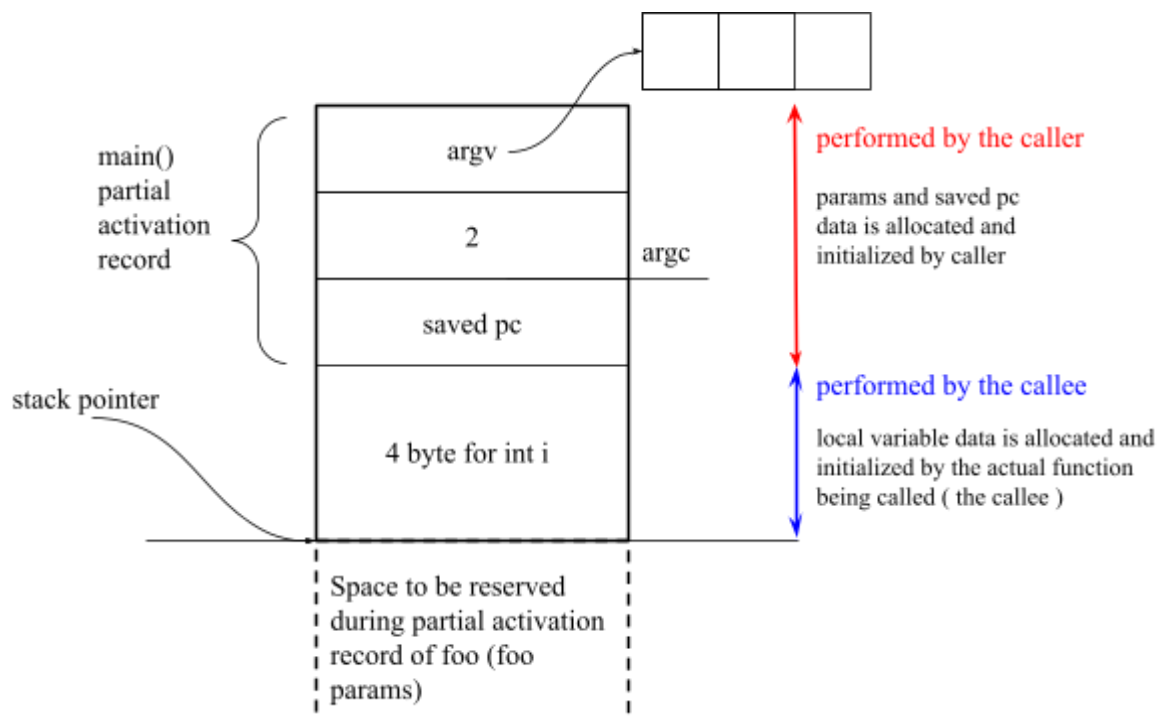 argv
2
saved pc
4 byte for int i
main()
partial
activation
record
argc
stack pointer
performed by the caller
params and saved pc
data is allocated and
initialized by caller
performed by the callee
local variable data is allocated and
initialized by the actual function
being called ( the callee )
Space to be reserved
during partial activation
record of foo (foo
params)